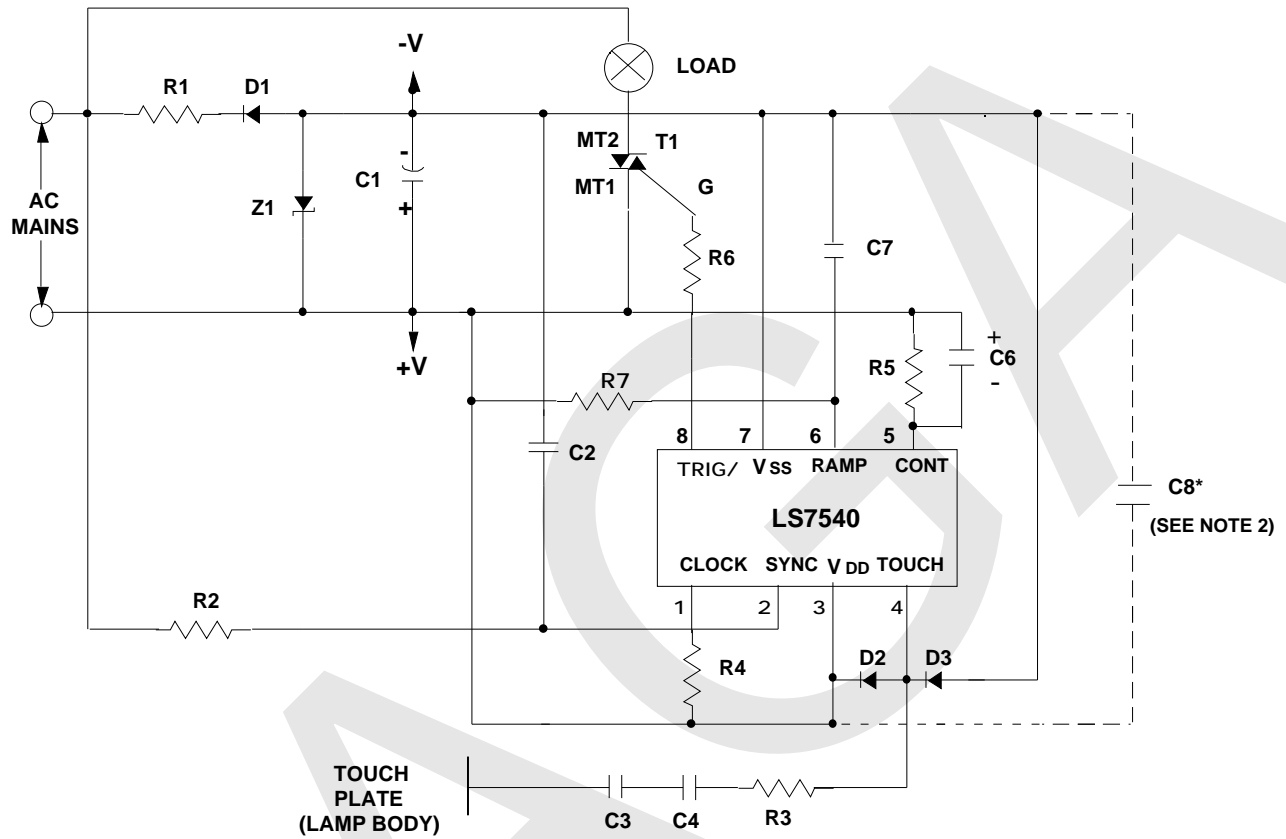 -V
LOAD
R1
D1
MT2
T1
-
C1
MT1
G
AC
MAINS
Z1
+
R6
C7
+V
+
C6
R5
-
R7
8
7
6
5
C2
TRIG/
VSS
RAMP
CONT
C8*
LS7540
(SEE NOTE 2)
CLOCK
SYNC
VDD
TOUCH
R2
1
2
3
4
D2
D3
R4
TOUCH
PLATE
(LAMP BODY)
C3
C4
R3
AGA